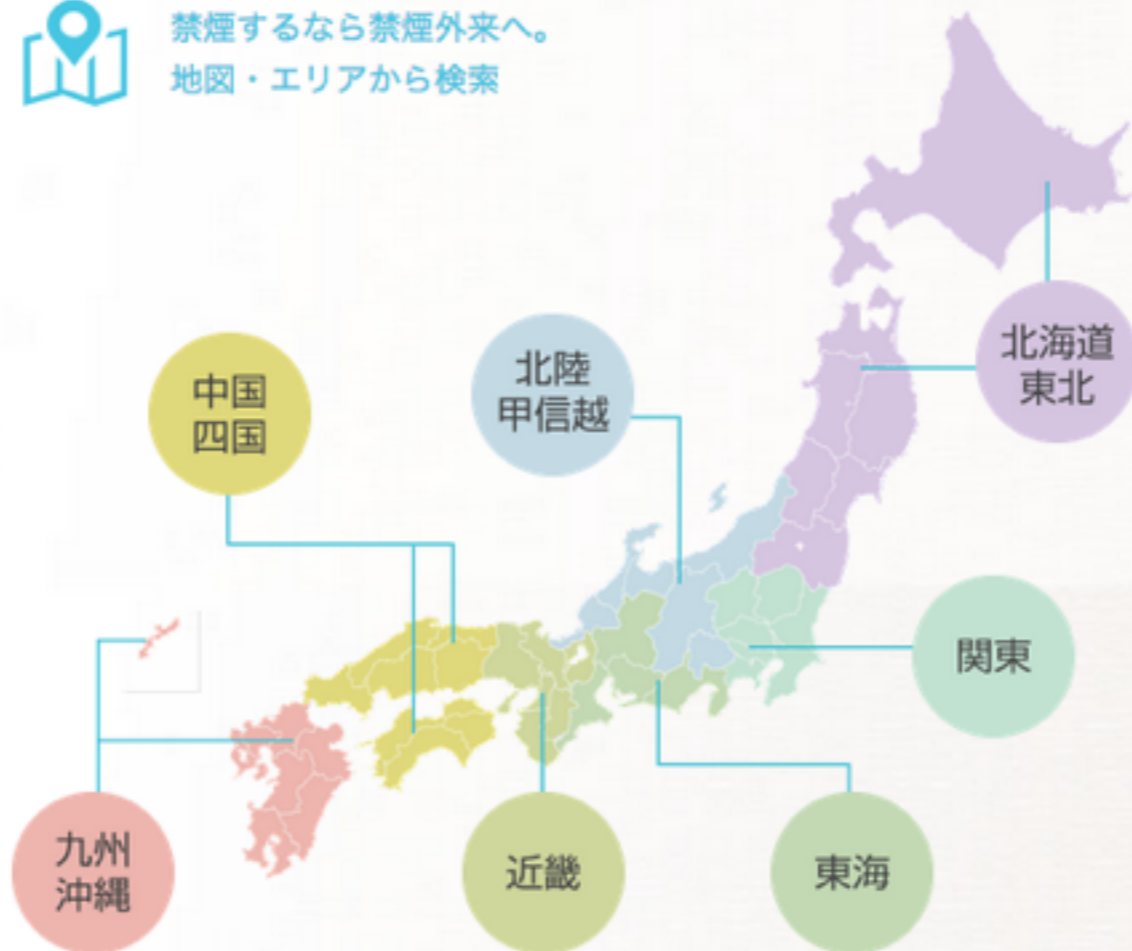 禁煙するなら禁煙外来へ。
地図・エリアから検索
北海道
東北
北陸
甲信越
中国
四国
関東
九州
沖縄
近畿
東海